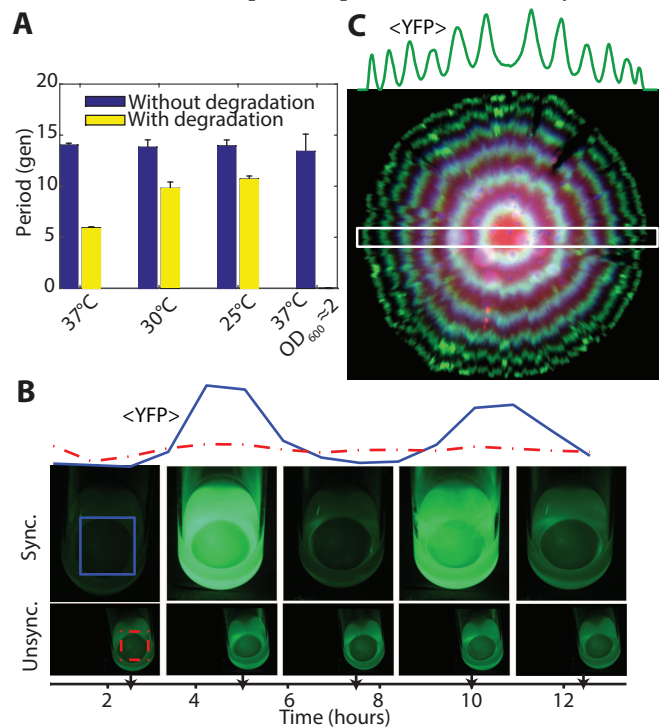 A
C
<YFP>
20
15
10
5
0
Period (gen)
Without degradation
With degradation
37°C
30°C
25°C
37°C
OD600≈2
B
<YFP>
Sync.
Unsync.
2 4 6 8 10 12
Time (hours)